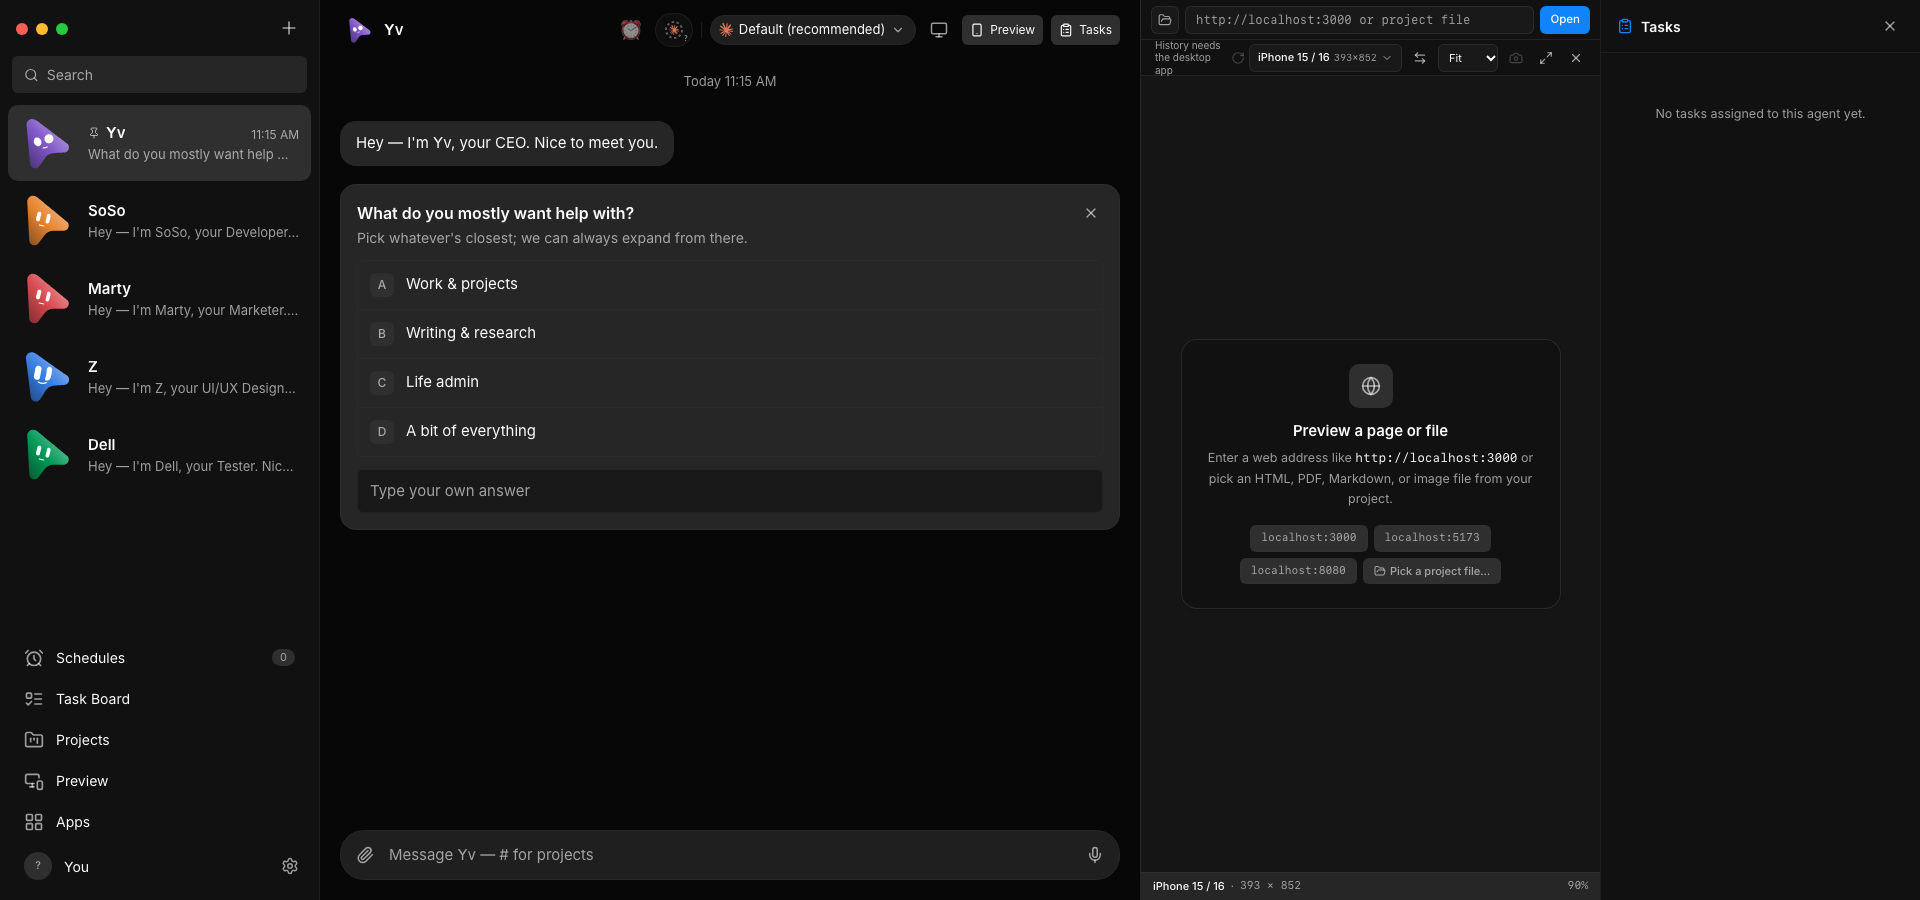 Search
Yv
11:15 AM
What do you mostly want help ...
SoSo
Hey — I'm SoSo, your Developer...
Marty
Hey — I'm Marty, your Marketer....
Z
Hey — I'm Z, your UI/UX Design...
Dell
Hey — I'm Dell, your Tester. Nic...
Schedules
0
Task Board
Projects
Preview
Apps
?
You
Yv
?
Default (recommended)
Preview
Tasks
Today 11:15 AM
Hey — I'm Yv, your CEO. Nice to meet you.
What do you mostly want help with?
Pick whatever's closest; we can always expand from there.
A
Work & projects
B
Writing & research
C
Life admin
D
A bit of everything
Type your own answer
Message Yv — # for projects
http://localhost:3000 or project file
Open
History needs
the desktop
app
iPhone 15 / 16 393×852
Fit
Preview a page or file
Enter a web address like http://localhost:3000 or
pick an HTML, PDF, Markdown, or image file from your
project.
localhost:3000
localhost:5173
localhost:8080
Pick a project file...
iPhone 15 / 16 · 393 × 852
90%
Tasks
No tasks assigned to this agent yet.